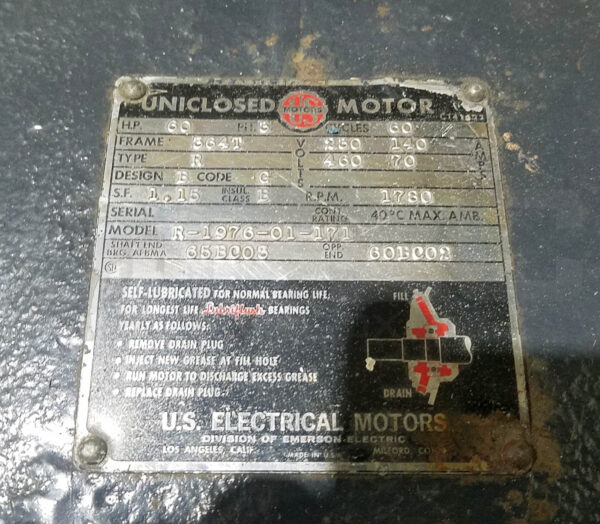 UNICLOSED US MOTORS MOTOR
H.P. 60 PH. 3 CYCLES 60
FRAME 364T VOLTS 230 140 AMPS
TYPE R 460 70
DESIGN B CODE G
S.F. 1.15 INSUL. CLASS B R.P.M. 1780
SERIAL CONT. RATING 40°C MAX. AMB.
MODEL R-1976-01-171
SHAFT END BRG. AFBMA 65BC03 OPP. END 60BC02
SELF-LUBRICATED FOR NORMAL BEARING LIFE,
FOR LONGEST LIFE Lubriflush BEARINGS
YEARLY AS FOLLOWS:
• REMOVE DRAIN PLUG
• INJECT NEW GREASE AT FILL HOLE
• RUN MOTOR TO DISCHARGE EXCESS GREASE
• REPLACE DRAIN PLUG
FILL
DRAIN
U.S. ELECTRICAL MOTORS
DIVISION OF EMERSON ELECTRIC
LOS ANGELES, CALIF. MADE IN U.S.A. MILFORD, CONN.